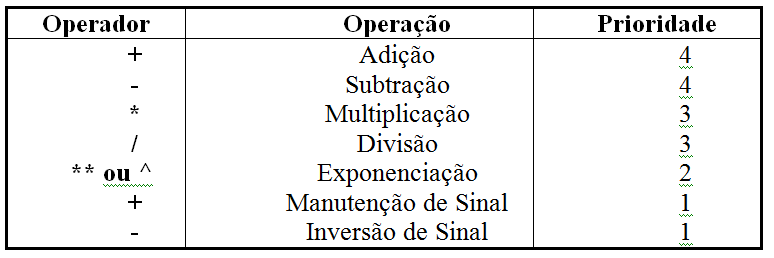 Operador Operação Prioridade
+ Adição 4
- Subtração 4
* Multiplicação 3
/ Divisão 3
** ou ^ Exponenciação 2
+ Manutenção de Sinal 1
- Inversão de Sinal 1